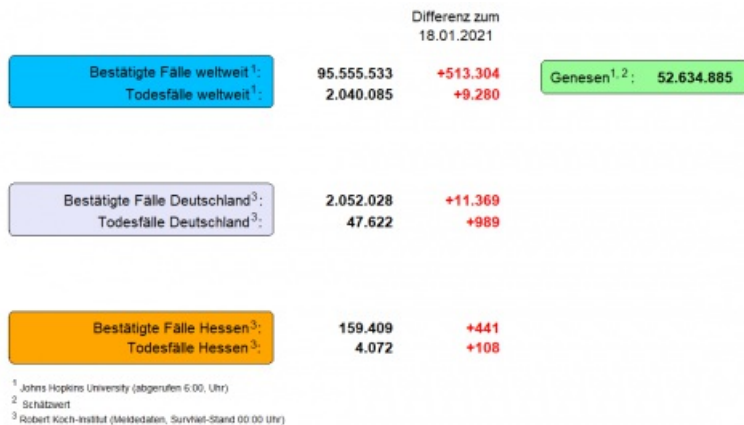 Differenz zum
18.01.2021
Bestätigte Fälle weltweit¹: 95.555.533 +513.304 Genesen¹,²: 52.634.885
Todesfälle weltweit¹: 2.040.085 +9.280
Bestätigte Fälle Deutschland³: 2.052.028 +11.369
Todesfälle Deutschland³: 47.622 +989
Bestätigte Fälle Hessen³: 159.409 +441
Todesfälle Hessen³: 4.072 +108
¹ Johns Hopkins University (abgerufen 6:00, Uhr)
² Schätzwert
³ Robert Koch-Institut (Meldedaten, SurvNet-Stand 00:00 Uhr)